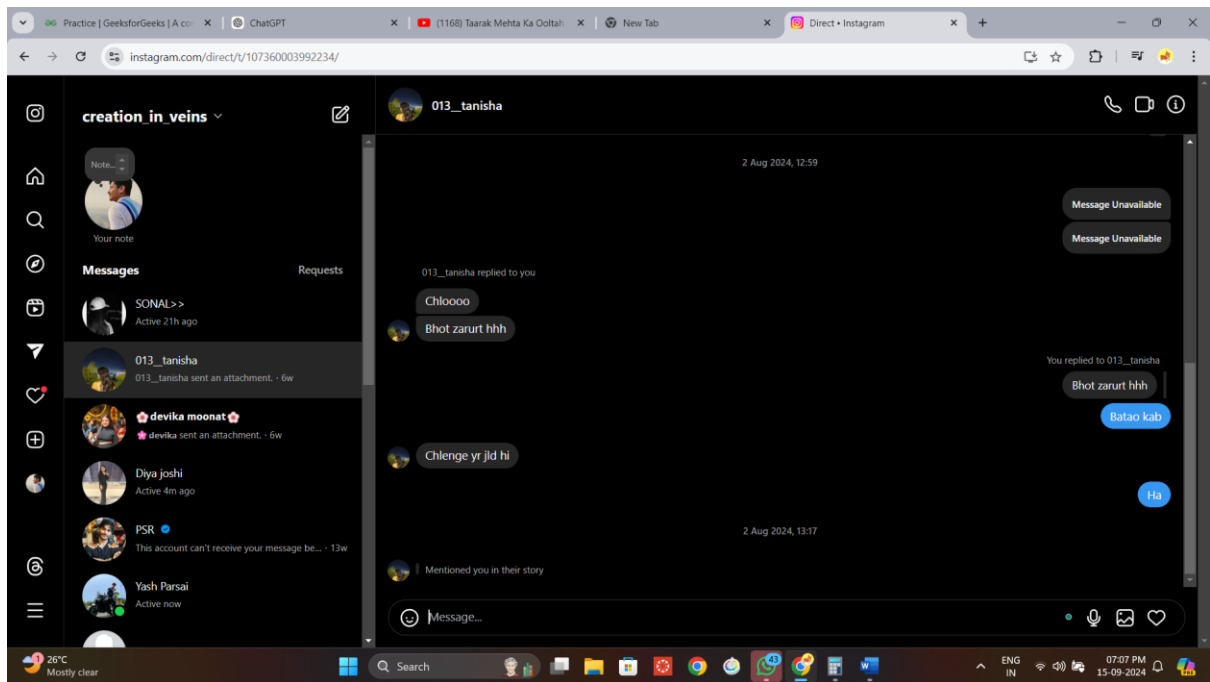 Practice | GeeksforGeeks | A co
ChatGPT
(1168) Taarak Mehta Ka Ooltah
New Tab
Direct • Instagram
instagram.com/direct/t/107360003992234/
creation_in_veins
Note...
Your note
Messages
Requests
SONAL>>
Active 21h ago
013__tanisha
013__tanisha sent an attachment. · 6w
🌸devika moonat🌸
🌸devika sent an attachment. · 6w
Diya joshi
Active 4m ago
PSR
This account can't receive your message be... · 13w
Yash Parsai
Active now
013__tanisha
2 Aug 2024, 12:59
Message Unavailable
Message Unavailable
013__tanisha replied to you
Chloooo
Bhot zarurt hhh
You replied to 013__tanisha
Bhot zarurt hhh
Batao kab
Chlenge yr jld hi
Ha
2 Aug 2024, 13:17
Mentioned you in their story
Message...
1
26°C
Mostly clear
Search
43
ENG
IN
07:07 PM
15-09-2024